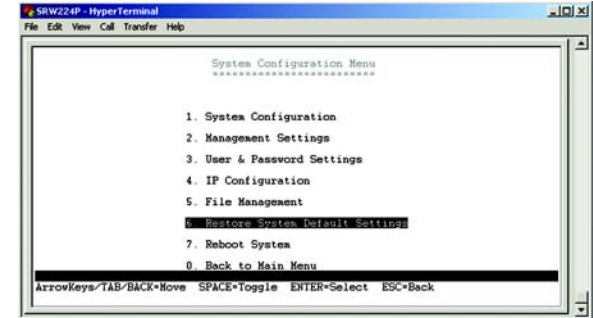 SRW224P - HyperTerminal
File Edit View Call Transfer Help
System Configuration Menu
=========================
1. System Configuration
2. Management Settings
3. User & Password Settings
4. IP Configuration
5. File Management
6. Restore System Default Settings
7. Reboot System
0. Back to Main Menu
ArrowKeys/TAB/BACK=Move SPACE=Toggle ENTER=Select ESC=Back